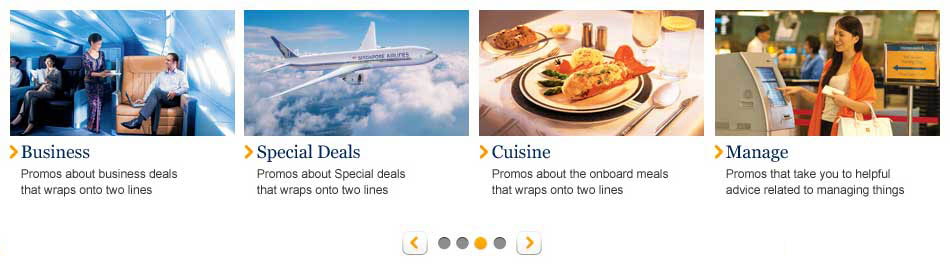 SINGAPORE AIRLINES
Business
Promos about business deals
that wraps onto two lines
Special Deals
Promos about Special deals
that wraps onto two lines
Cuisine
Promos about the onboard meals
that wraps onto two lines
Manage
Promos that take you to helpful
advice related to managing things